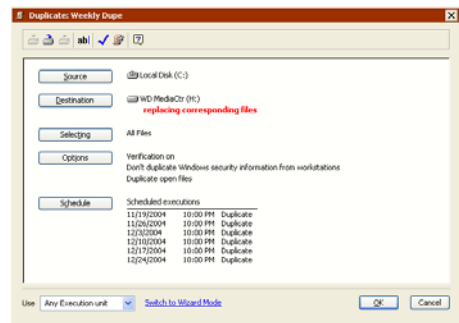 Duplicate: Weekly Dupe
abl
Source
Local Disk (C:)
Destination
WD MediaCtr (H:)
replacing corresponding files
Selecting
All Files
Options
Verification on
Don't duplicate Windows security information from workstations
Duplicate open files
Schedule
Scheduled executions
11/19/2004 10:00 PM Duplicate
11/26/2004 10:00 PM Duplicate
12/3/2004 10:00 PM Duplicate
12/10/2004 10:00 PM Duplicate
12/17/2004 10:00 PM Duplicate
12/24/2004 10:00 PM Duplicate
Use Any Execution unit Switch to Wizard Mode OK Cancel